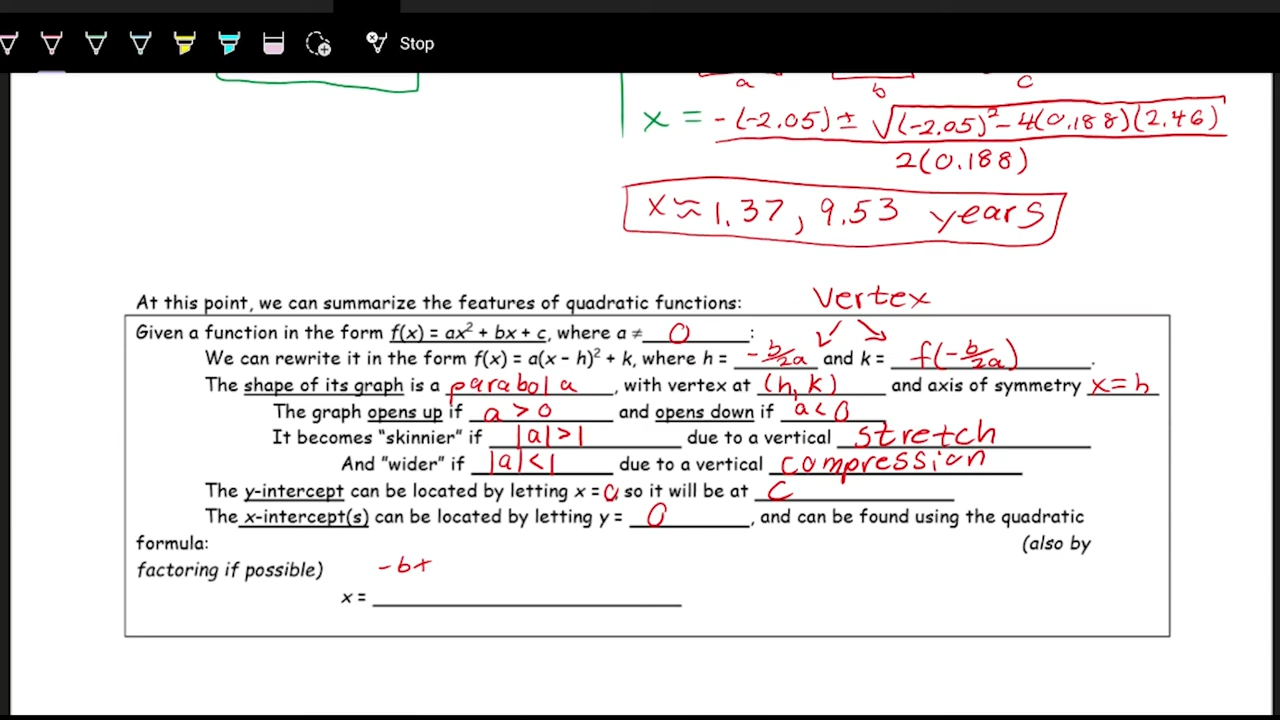 Stop
a b c
x = -(-2.05) ± √(-2.05)² - 4(0.188)(2.46)
2(0.188)
x ≈ 1.37, 9.53 years
Vertex
At this point, we can summarize the features of quadratic functions:
Given a function in the form f(x) = ax² + bx + c, where a ≠ 0 :
We can rewrite it in the form f(x) = a(x – h)² + k, where h = -b/2a and k = f(-b/2a).
The shape of its graph is a parabola, with vertex at (h, k) and axis of symmetry x=h
The graph opens up if a > 0 and opens down if a < 0
It becomes “skinnier” if |a|>1 due to a vertical stretch
And “wider” if |a|<1 due to a vertical compression
The y-intercept can be located by letting x = 0, so it will be at c
The x-intercept(s) can be located by letting y = 0, and can be found using the quadratic
formula: (also by
factoring if possible)
-b+
x =